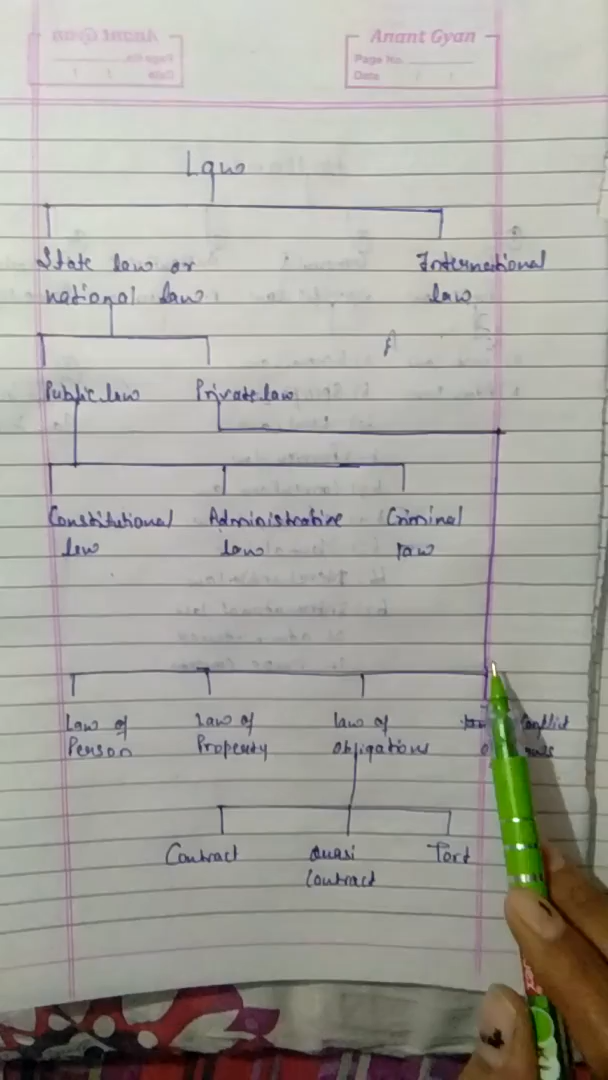 Anant Gyan
Page No.
Date
Law
State law or
national law
International
law
Public law
Private law
Constitutional
law
Administrative
law
Criminal
law
Law of
Person
Law of
Property
law of
Obligations
Conflict
Contract
Quasi
Contract
Tort